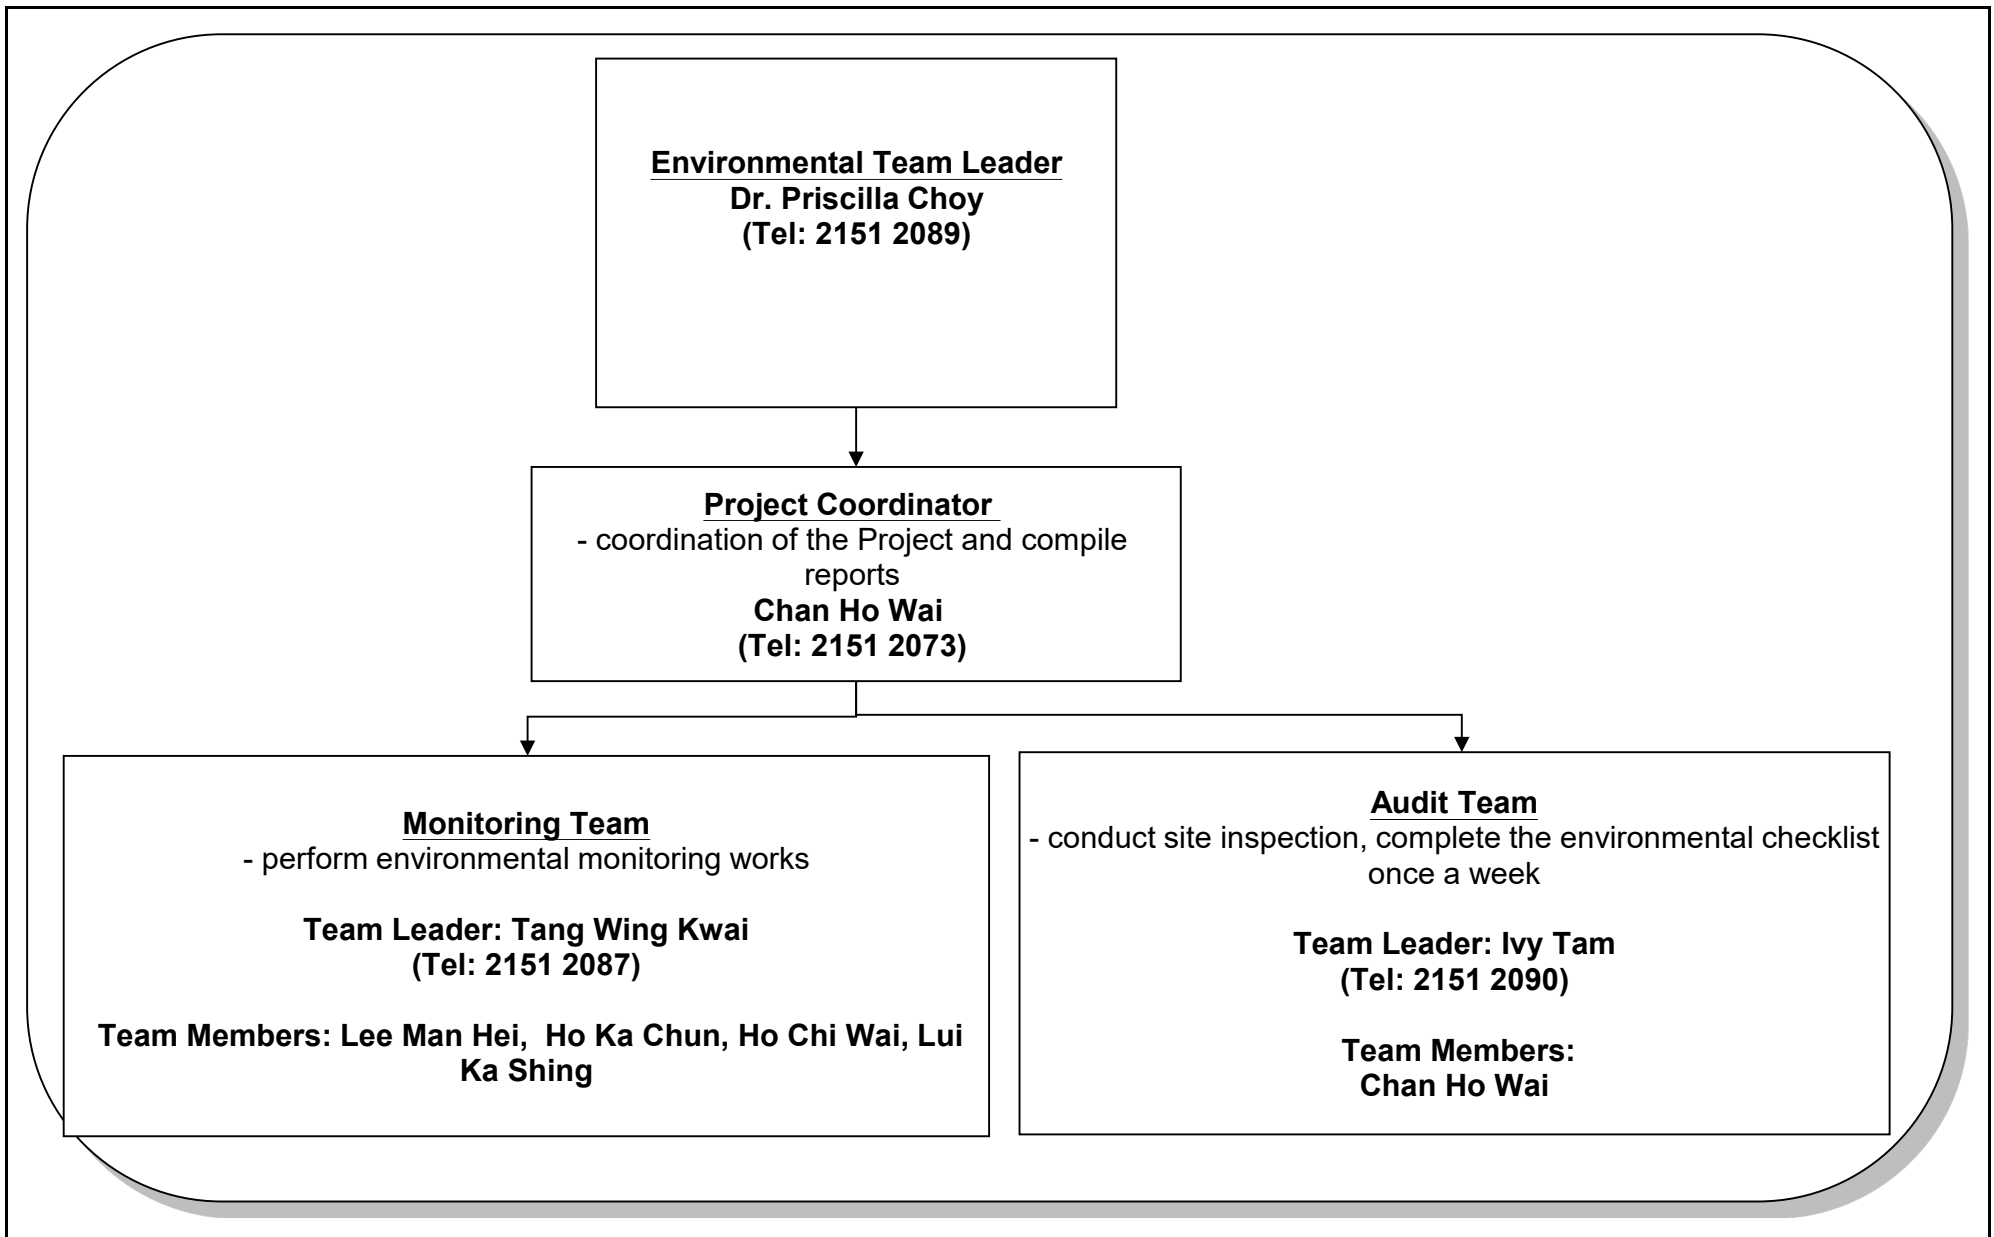 Environmental Team Leader
Dr. Priscilla Choy
(Tel: 2151 2089)
Project Coordinator
- coordination of the Project and compile
reports
Chan Ho Wai
(Tel: 2151 2073)
Monitoring Team
- perform environmental monitoring works
Team Leader: Tang Wing Kwai
(Tel: 2151 2087)
Team Members: Lee Man Hei,  Ho Ka Chun, Ho Chi Wai, Lui
Ka Shing
Audit Team
- conduct site inspection, complete the environmental checklist
once a week
Team Leader: Ivy Tam
(Tel: 2151 2090)
Team Members:
Chan Ho Wai